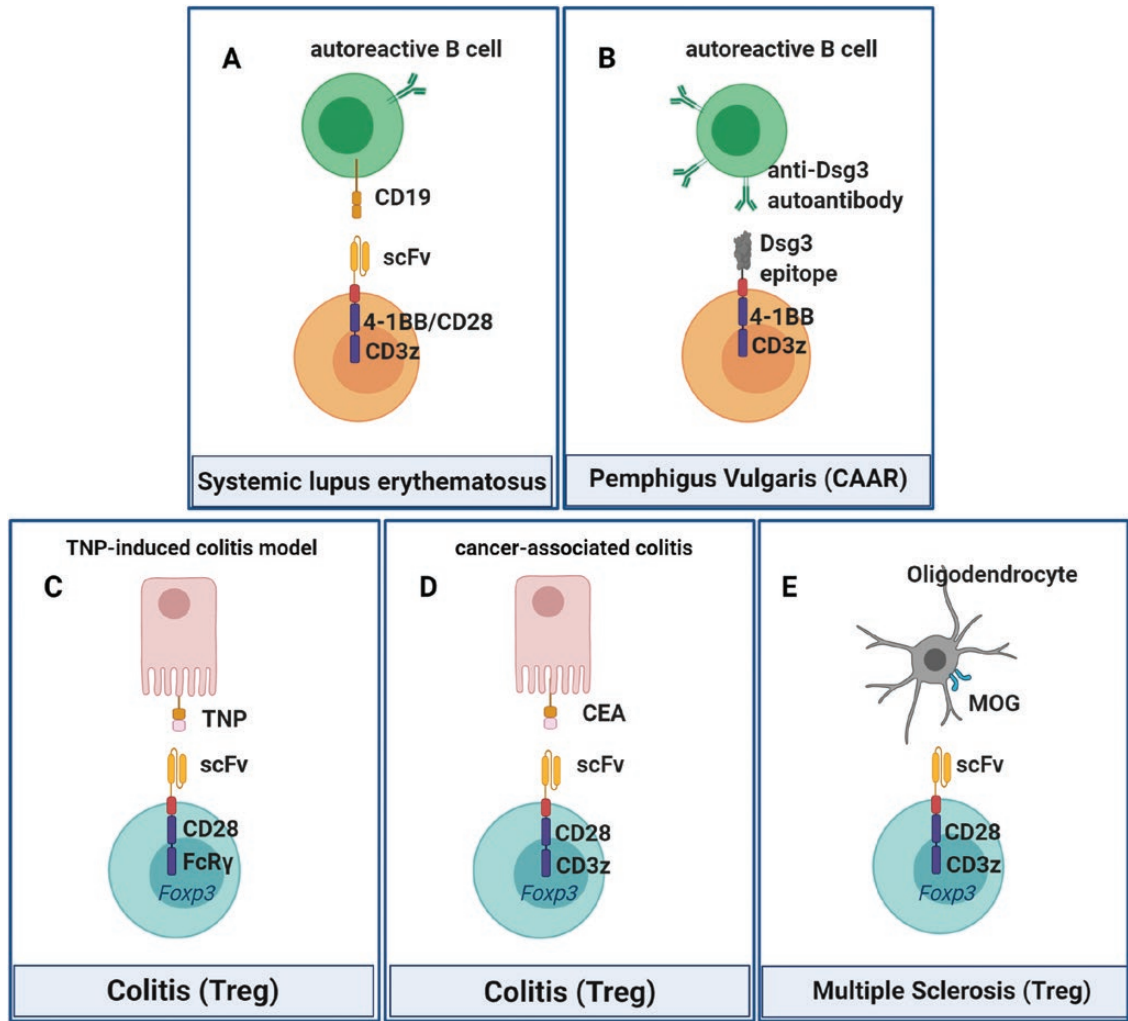 A
autoreactive B cell
CD19
scFv
4-1BB/CD28
CD3z
Systemic lupus erythematosus
B
autoreactive B cell
anti-Dsg3
autoantibody
Dsg3
epitope
4-1BB
CD3z
Pemphigus Vulgaris (CAAR)
TNP-induced colitis model
C
TNP
scFv
CD28
FcRγ
Foxp3
Colitis (Treg)
cancer-associated colitis
D
CEA
scFv
CD28
CD3z
Foxp3
Colitis (Treg)
E
Oligodendrocyte
MOG
scFv
CD28
CD3z
Foxp3
Multiple Sclerosis (Treg)